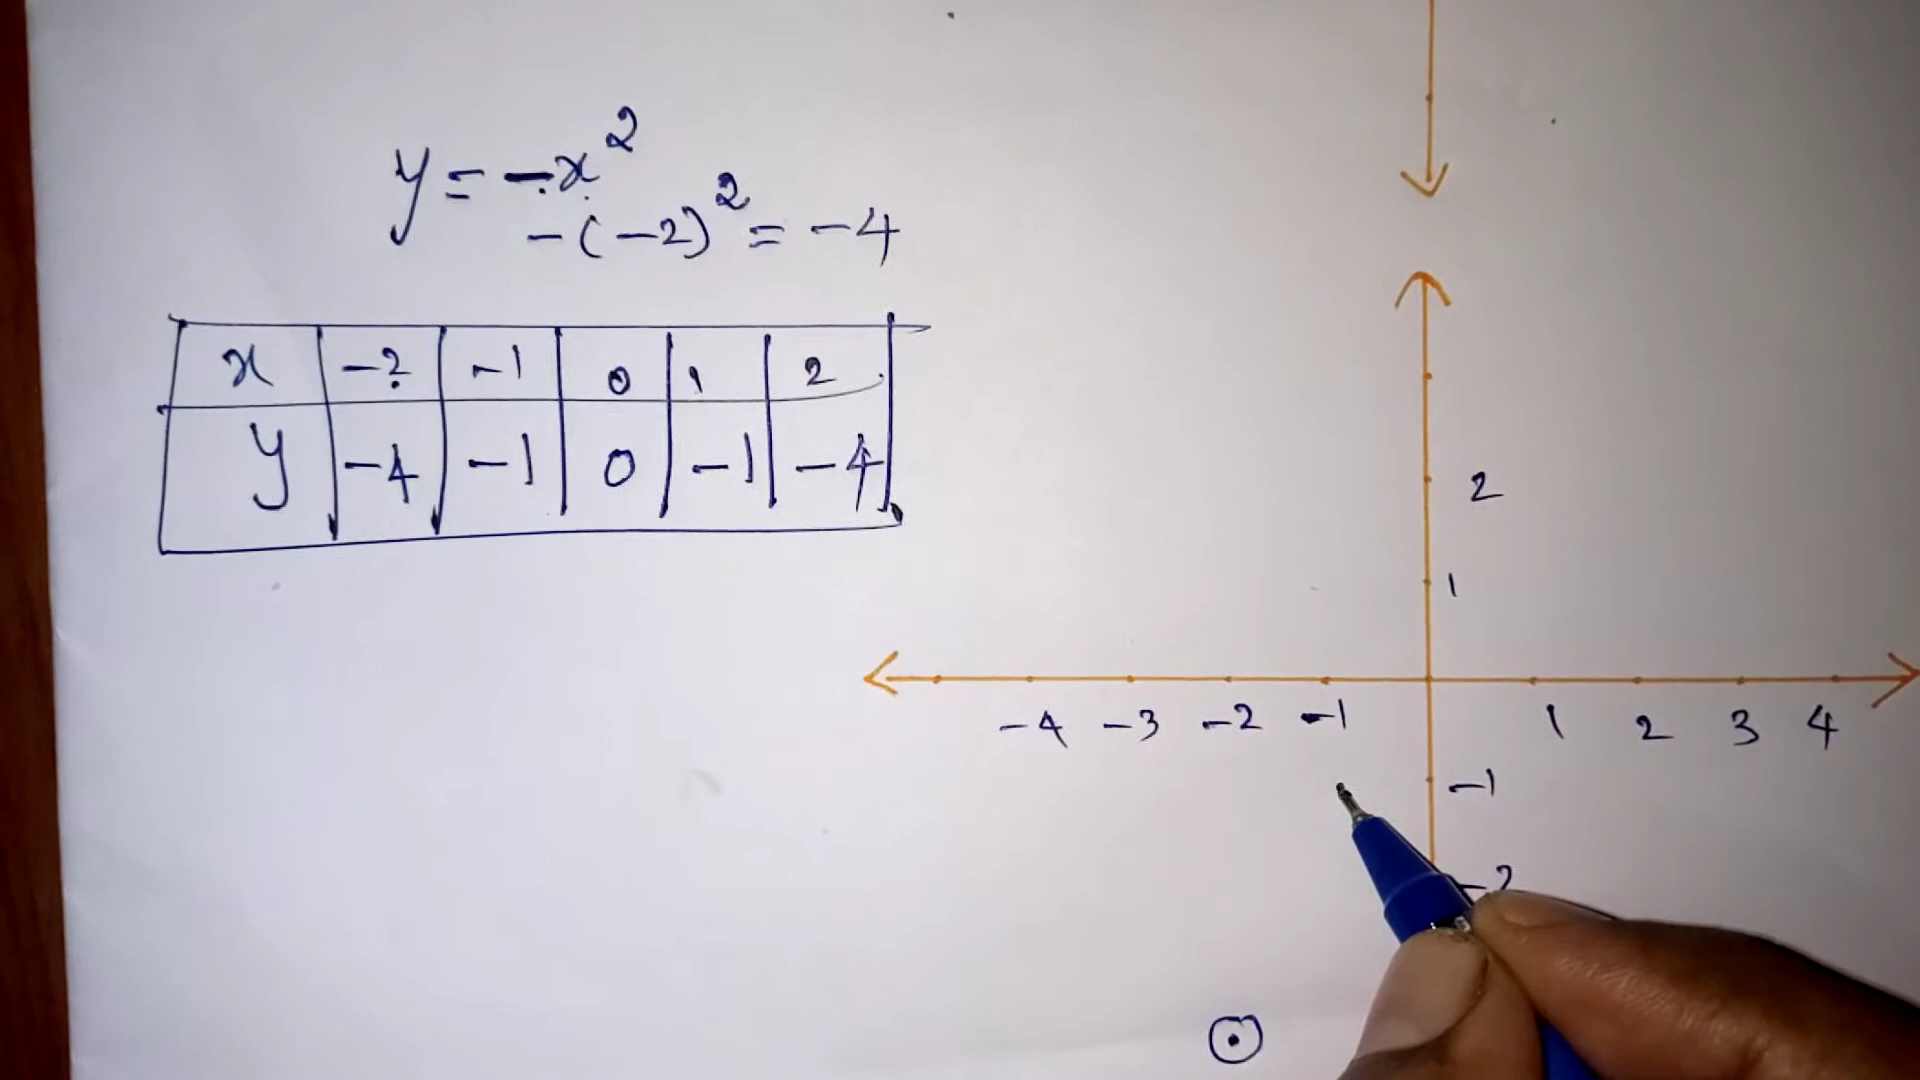 y = -x²
-(-2)² = -4
x -2 -1 0 1 2
y -4 -1 0 -1 -4
2
1
-4 -3 -2 -1 1 2 3 4
-1
-2